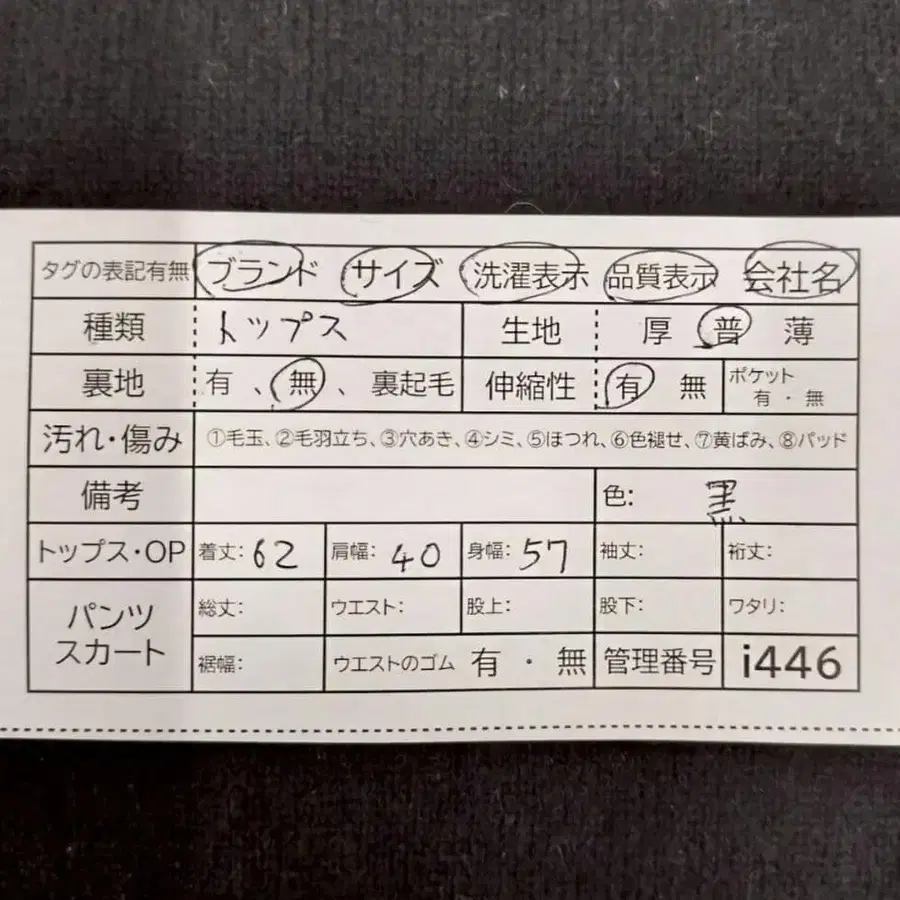 タグの表記有無 ブランド サイズ 洗濯表示 品質表示 会社名
種類 トップス 生地 厚 普 薄
裏地 有、無、裏起毛 伸縮性 有 無 ポケット 有・無
汚れ・傷み ①毛玉、②毛羽立ち、③穴あき、④シミ、⑤ほつれ、⑥色褪せ、⑦黄ばみ、⑧パッド
備考 色: 黒
トップス・OP 着丈: 62 肩幅: 40 身幅: 57 袖丈: 裄丈:
パンツ スカート 総丈: ウエスト: 股上: 股下: ワタリ:
裾幅: ウエストのゴム 有・無 管理番号 i446